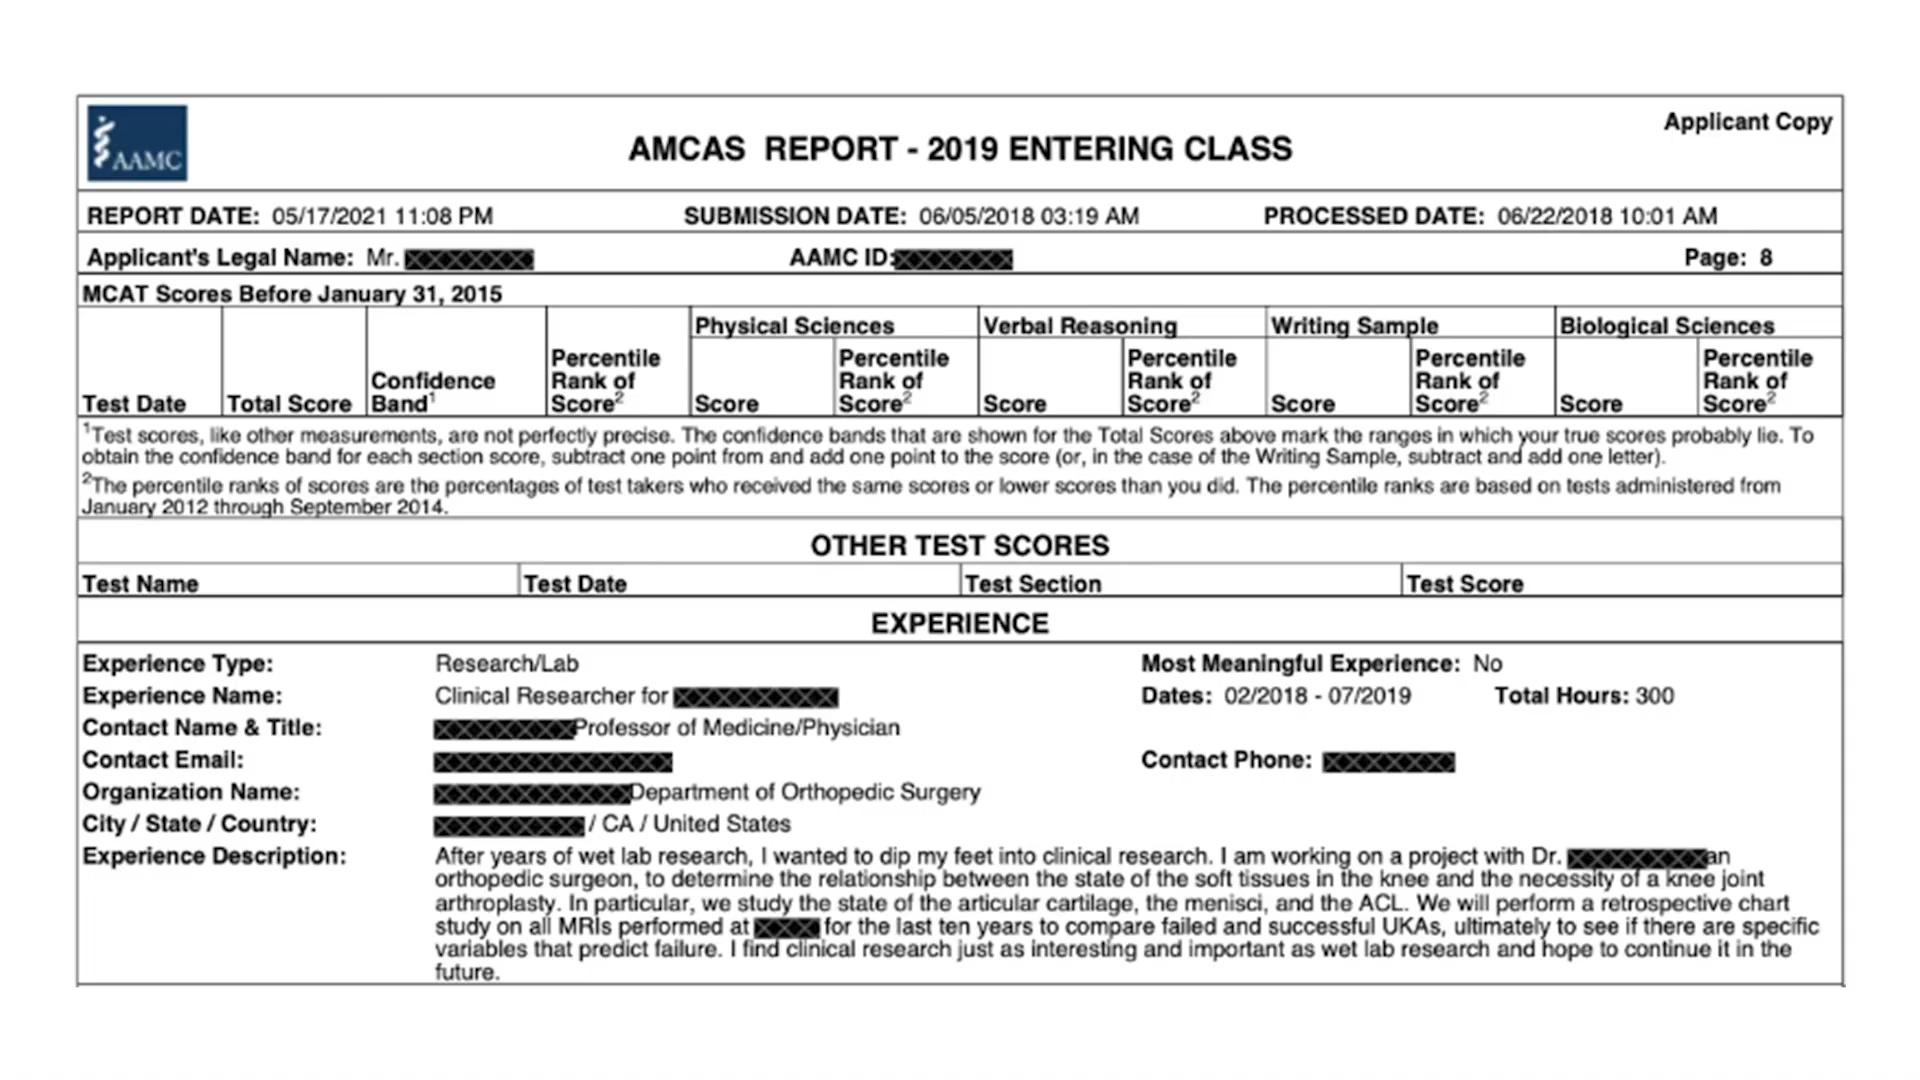 AAMC
Applicant Copy
AMCAS REPORT - 2019 ENTERING CLASS
REPORT DATE: 05/17/2021 11:08 PM SUBMISSION DATE: 06/05/2018 03:19 AM PROCESSED DATE: 06/22/2018 10:01 AM
Applicant's Legal Name: Mr. AAMC ID: Page: 8
MCAT Scores Before January 31, 2015
Physical Sciences Verbal Reasoning Writing Sample Biological Sciences
Test Date Total Score Confidence Band1 Percentile Rank of Score2 Score Percentile Rank of Score2 Score Percentile Rank of Score2 Score Percentile Rank of Score2 Score Percentile Rank of Score2
1Test scores, like other measurements, are not perfectly precise. The confidence bands that are shown for the Total Scores above mark the ranges in which your true scores probably lie. To
obtain the confidence band for each section score, subtract one point from and add one point to the score (or, in the case of the Writing Sample, subtract and add one letter).
2The percentile ranks of scores are the percentages of test takers who received the same scores or lower scores than you did. The percentile ranks are based on tests administered from
January 2012 through September 2014.
OTHER TEST SCORES
Test Name Test Date Test Section Test Score
EXPERIENCE
Experience Type: Research/Lab Most Meaningful Experience: No
Experience Name: Clinical Researcher for Dates: 02/2018 - 07/2019 Total Hours: 300
Contact Name & Title: Professor of Medicine/Physician
Contact Email: Contact Phone:
Organization Name: Department of Orthopedic Surgery
City / State / Country: / CA / United States
Experience Description: After years of wet lab research, I wanted to dip my feet into clinical research. I am working on a project with Dr. an
orthopedic surgeon, to determine the relationship between the state of the soft tissues in the knee and the necessity of a knee joint
arthroplasty. In particular, we study the state of the articular cartilage, the menisci, and the ACL. We will perform a retrospective chart
study on all MRIs performed at for the last ten years to compare failed and successful UKAs, ultimately to see if there are specific
variables that predict failure. I find clinical research just as interesting and important as wet lab research and hope to continue it in the
future.